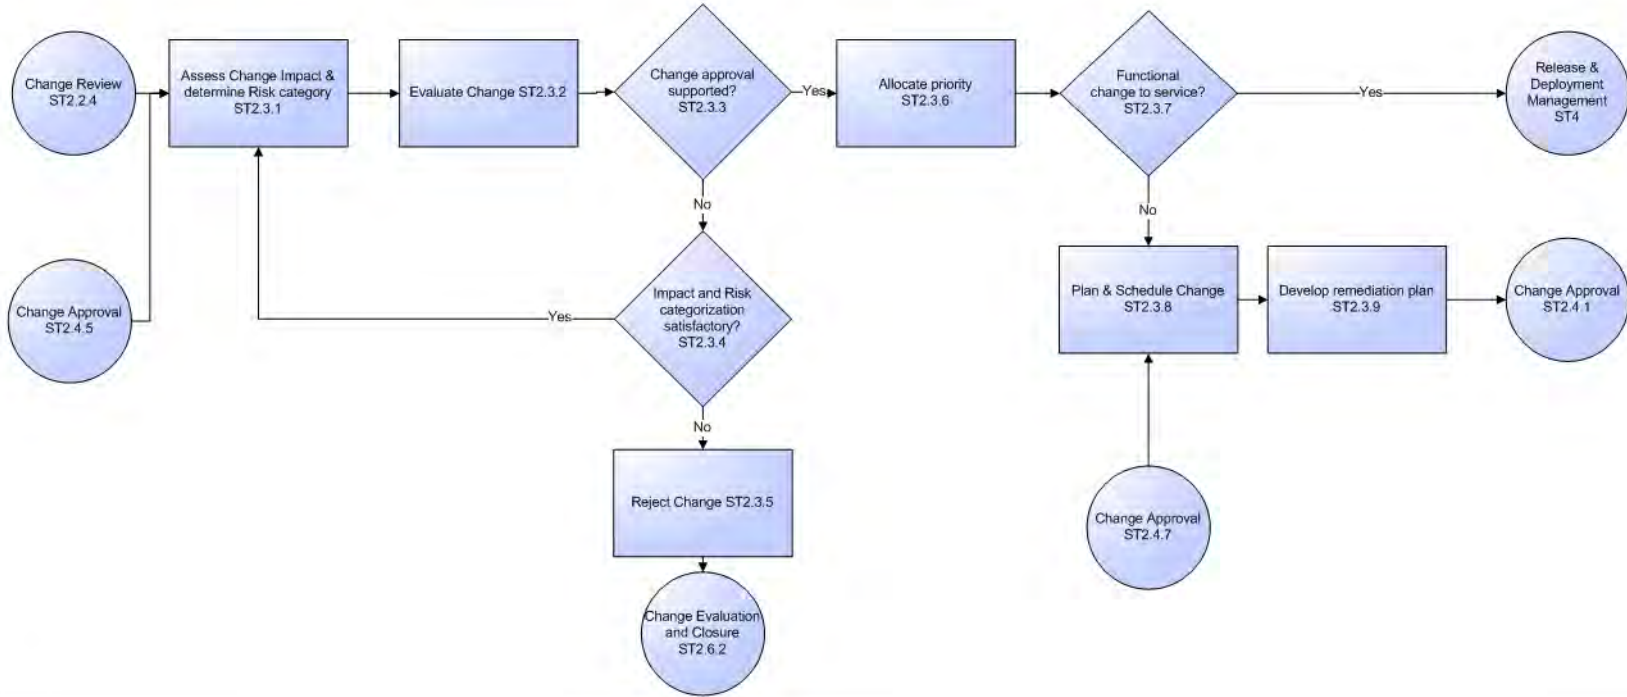 Change Review
ST2.2.4
Assess Change Impact &
determine Risk category
ST2.3.1
Evaluate Change ST2.3.2
Change approval
supported?
ST2.3.3
Yes
Allocate priority
ST2.3.6
Functional
change to service?
ST2.3.7
Yes
Release &
Deployment
Management
ST4
No
No
Change Approval
ST2.4.5
Impact and Risk
categorization
satisfactory?
ST2.3.4
Yes
Plan & Schedule Change
ST2.3.8
Develop remediation plan
ST2.3.9
Change Approval
ST2.4.1
No
Reject Change ST2.3.5
Change Approval
ST2.4.7
Change Evaluation
and Closure
ST2.6.2